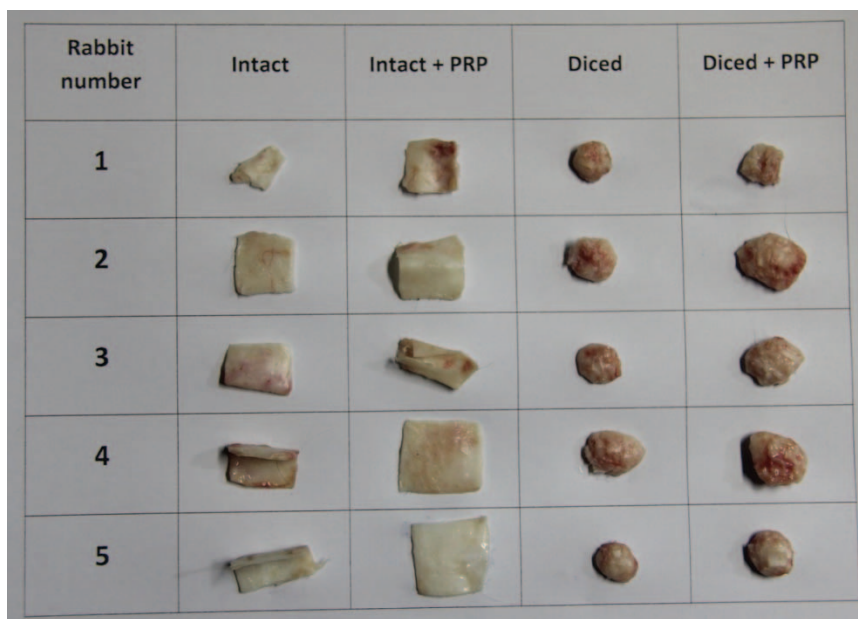 Rabbit
number
Intact
Intact + PRP
Diced
Diced + PRP
1
2
3
4
5